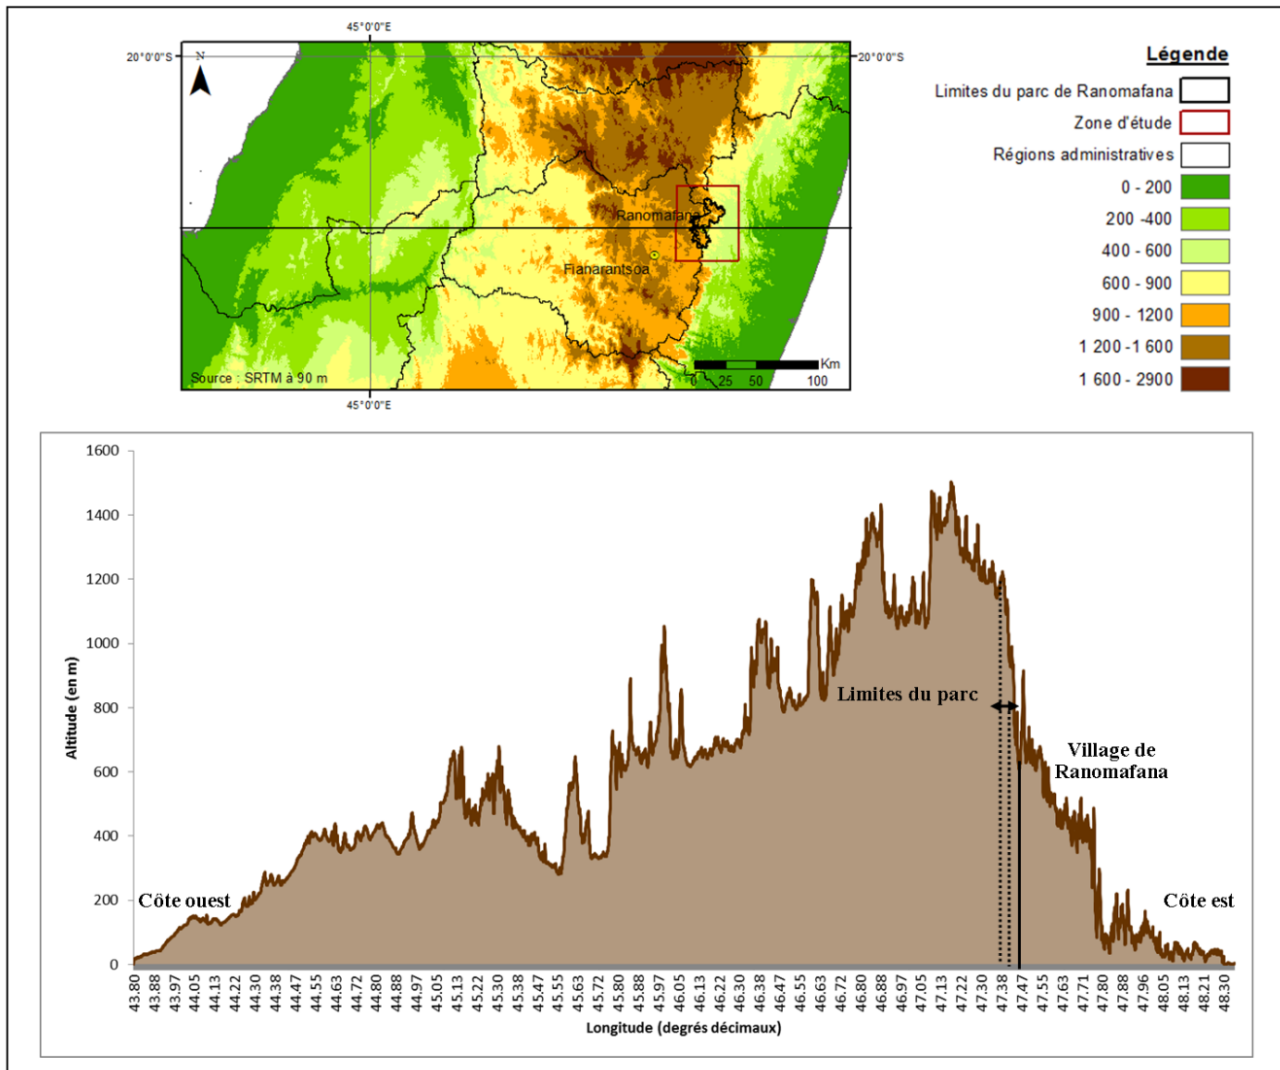 45°0'0"E
20°0'0"S
20°0'0"S
N
Ranomafana
Fianarantsoa
Source : SRTM à 90 m
Km
0 25 50 100
45°0'0"E
Légende
Limites du parc de Ranomafana
Zone d'étude
Régions administratives
0 - 200
200 -400
400 - 600
600 - 900
900 - 1200
1 200 -1 600
1 600 - 2900
1600
1400
1200
1000
800
600
400
200
0
Altitude (en m)
Limites du parc
Village de
Ranomafana
Côte ouest
Côte est
43.80 43.88 43.97 44.05 44.13 44.22 44.30 44.38 44.47 44.55 44.63 44.72 44.80 44.88 44.97 45.05 45.13 45.22 45.30 45.38 45.47 45.55 45.63 45.72 45.80 45.88 45.97 46.05 46.13 46.22 46.30 46.38 46.47 46.55 46.63 46.72 46.80 46.88 46.97 47.05 47.13 47.22 47.30 47.38 47.47 47.55 47.63 47.71 47.80 47.88 47.96 48.05 48.13 48.21 48.30
Longitude (degrés décimaux)